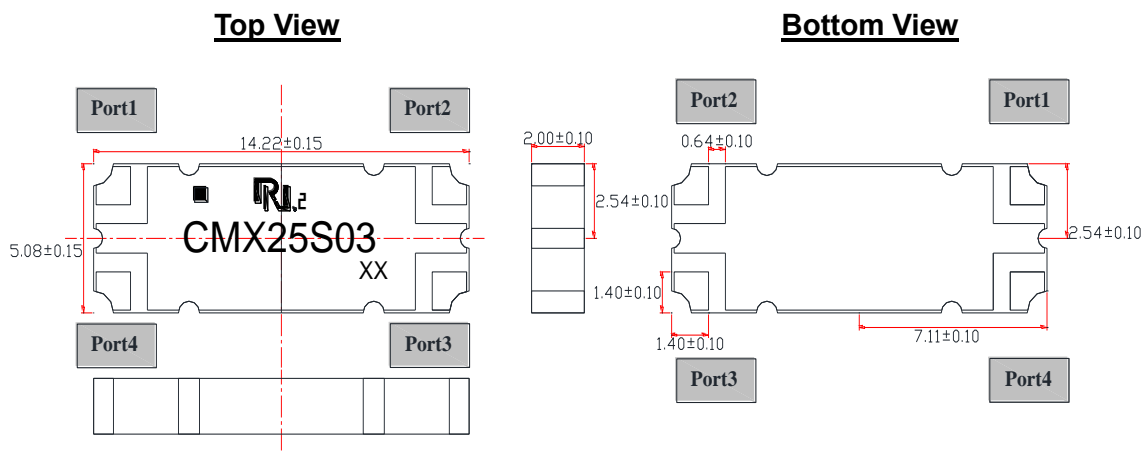 Top View
Bottom View
Port1
Port2
Port2
Port1
14.22±0.15
2.00±0.10
0.64±0.10
2.54±0.10
R
.2
CMX25S03
XX
5.08±0.15
2.54±0.10
1.40±0.10
1.40±0.10
7.11±0.10
Port4
Port3
Port3
Port4